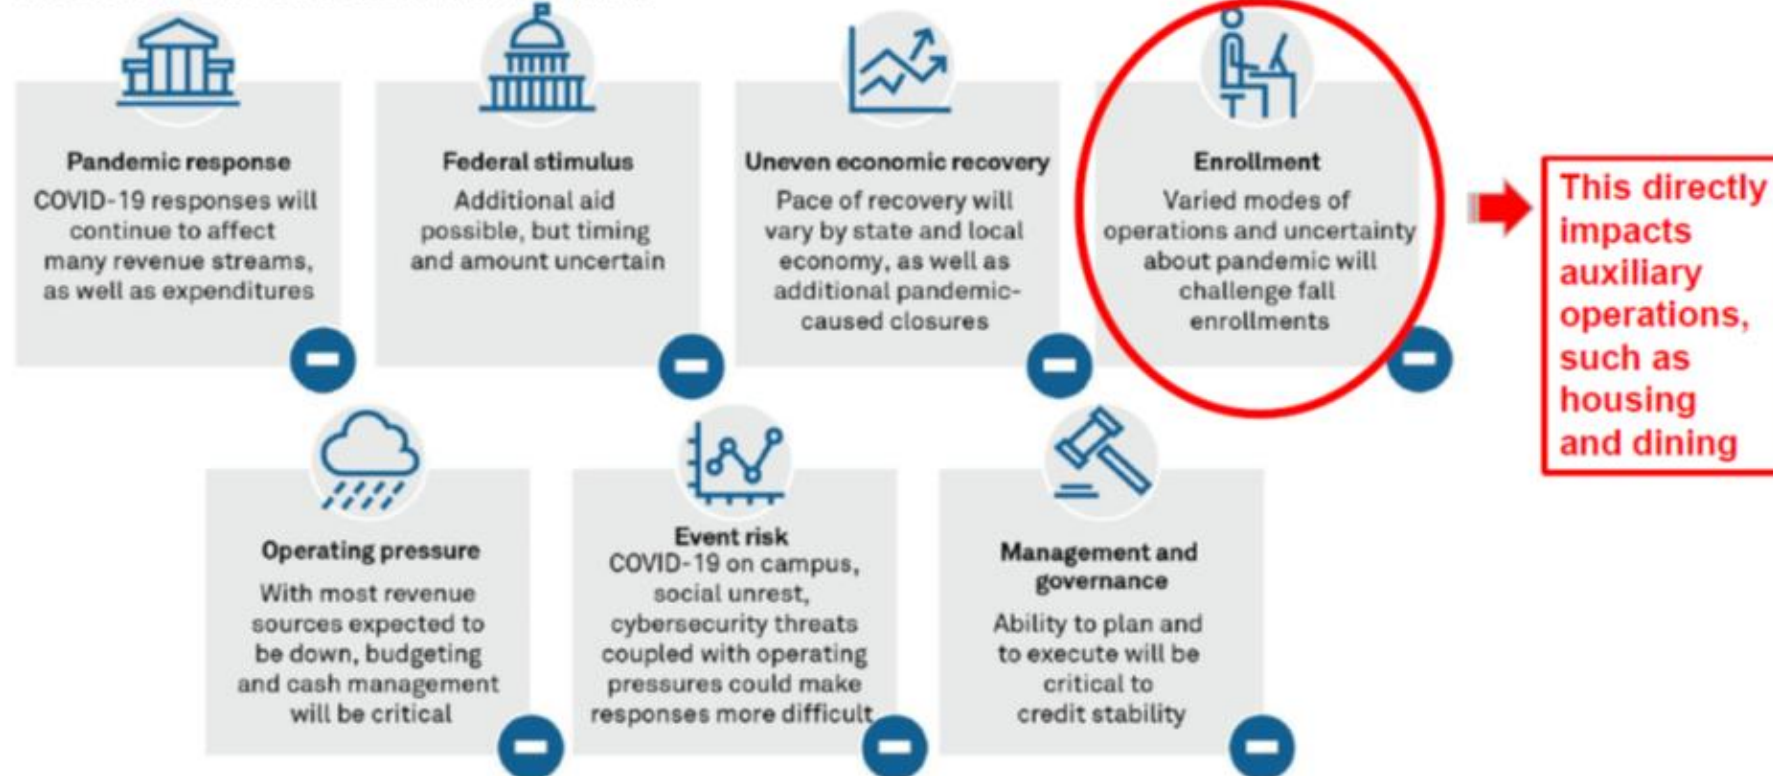 Pandemic response
COVID-19 responses will
continue to affect
many revenue streams,
as well as expenditures
Federal stimulus
Additional aid
possible, but timing
and amount uncertain
Uneven economic recovery
Pace of recovery will
vary by state and local
economy, as well as
additional pandemic-
caused closures
Enrollment
Varied modes of
operations and uncertainty
about pandemic will
challenge fall
enrollments
This directly
impacts
auxiliary
operations,
such as
housing
and dining
Operating pressure
With most revenue
sources expected to
be down, budgeting
and cash management
will be critical
Event risk
COVID-19 on campus,
social unrest,
cybersecurity threats
coupled with operating
pressures could make
responses more difficult
Management and
governance
Ability to plan and
to execute will be
critical to
credit stability